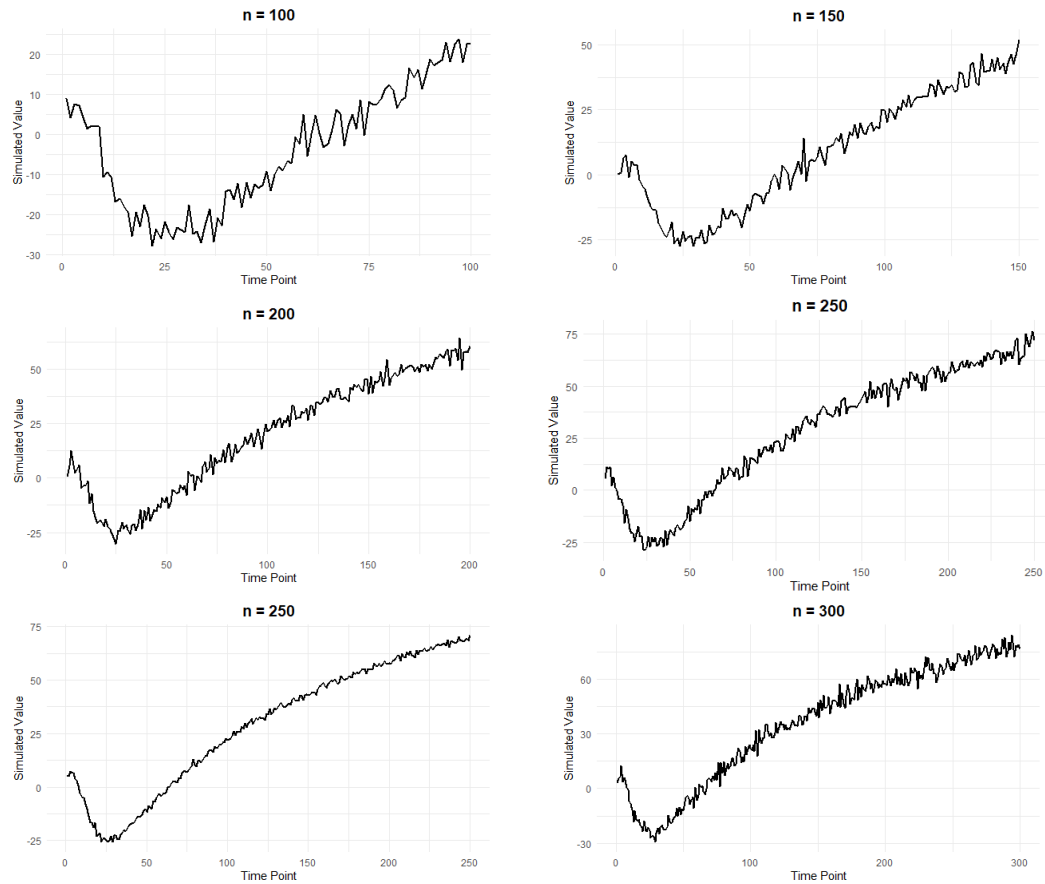 n = 100
Simulated Value
20
10
0
-10
-20
-30
0 25 50 75 100
Time Point
n = 150
Simulated Value
50
25
0
-25
0 50 100 150
Time Point
n = 200
Simulated Value
50
25
0
-25
0 50 100 150 200
Time Point
n = 250
Simulated Value
75
50
25
0
-25
0 50 100 150 200 250
Time Point
n = 250
Simulated Value
75
50
25
0
-25
0 50 100 150 200 250
Time Point
n = 300
Simulated Value
60
30
0
-30
0 100 200 300
Time Point